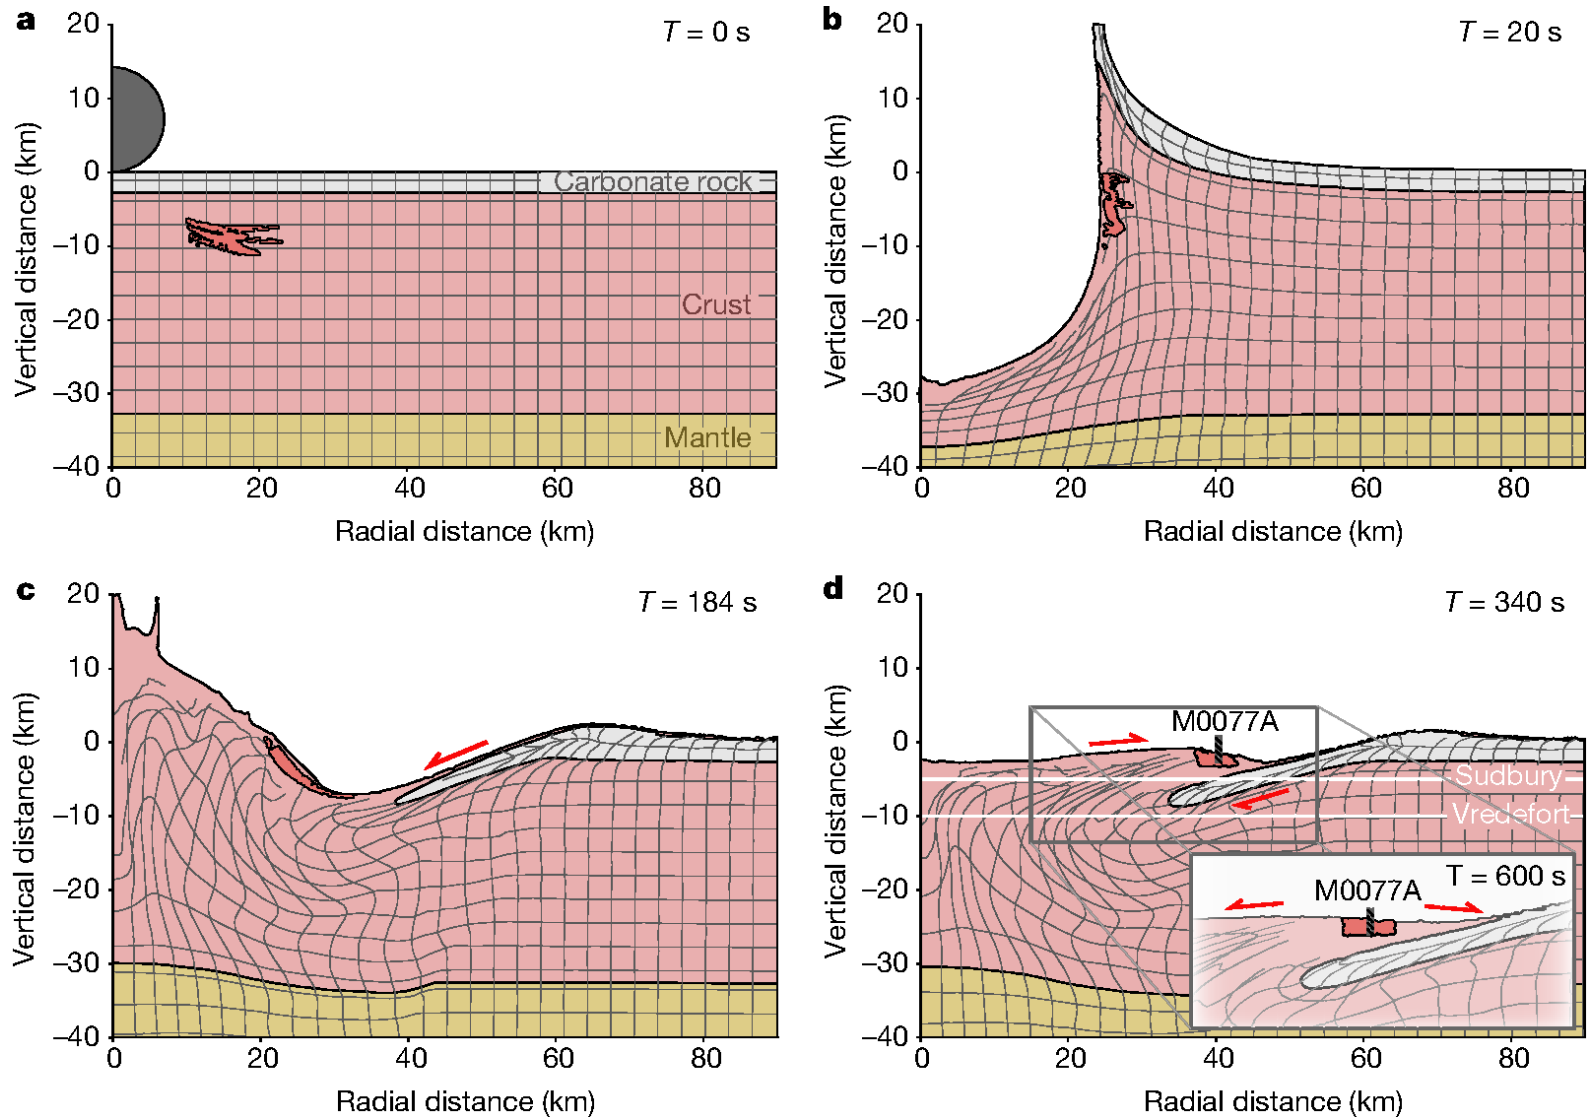 a
T = 0 s
20
10
0
−10
−20
−30
−40
Vertical distance (km)
Carbonate rock
Crust
Mantle
0
20
40
60
80
Radial distance (km)
b
T = 20 s
20
10
0
−10
−20
−30
−40
Vertical distance (km)
0
20
40
60
80
Radial distance (km)
c
T = 184 s
20
10
0
−10
−20
−30
−40
Vertical distance (km)
0
20
40
60
80
Radial distance (km)
d
T = 340 s
20
10
0
−10
−20
−30
−40
Vertical distance (km)
M0077A
Sudbury
Vredefort
T = 600 s
M0077A
0
20
40
60
80
Radial distance (km)